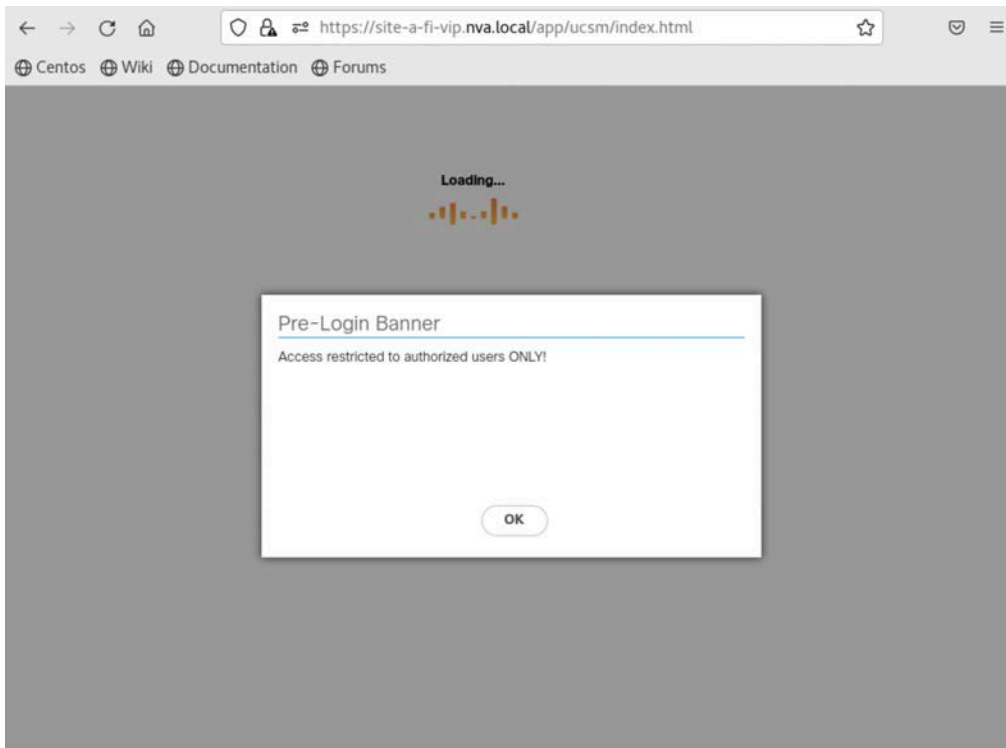 https://site-a-fi-vip.nva.local/app/ucsm/index.html
Centos Wiki Documentation Forums
Loading...
Pre-Login Banner
Access restricted to authorized users ONLY!
OK